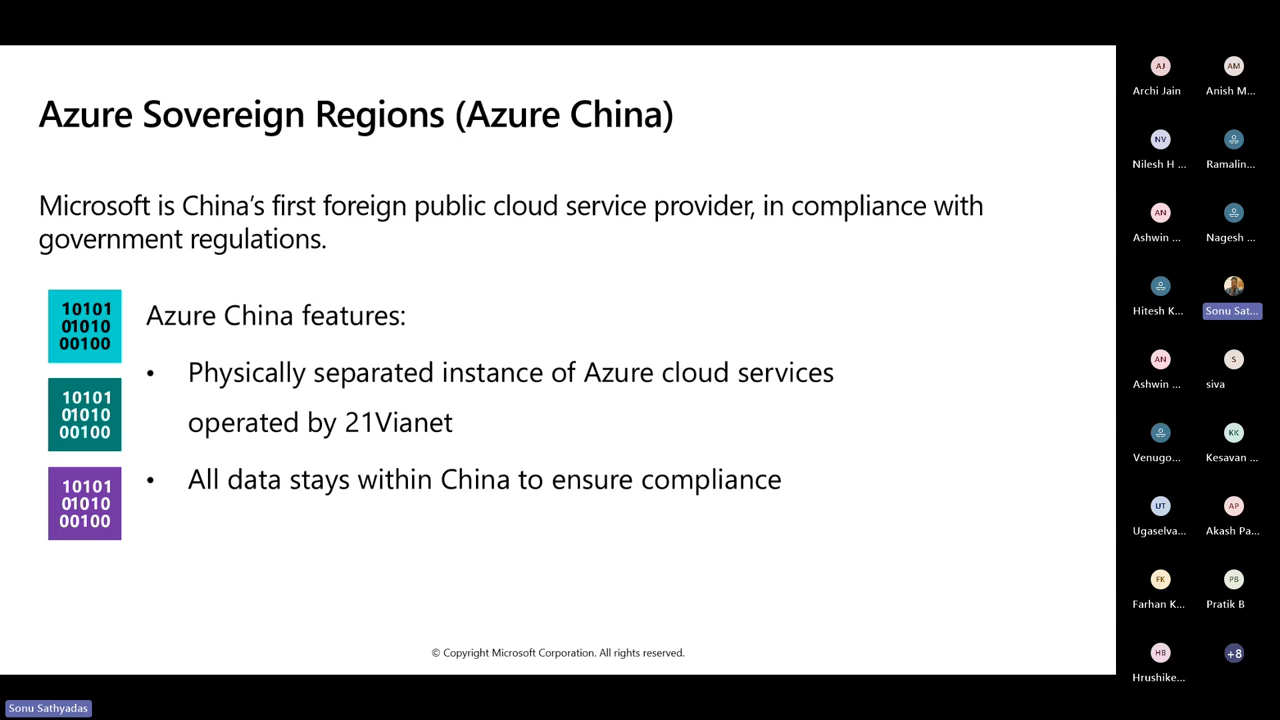 Azure Sovereign Regions (Azure China)
Microsoft is China's first foreign public cloud service provider, in compliance with
government regulations.
10101
01010
00100
10101
01010
00100
10101
01010
00100
Azure China features:
• Physically separated instance of Azure cloud services
operated by 21Vianet
• All data stays within China to ensure compliance
© Copyright Microsoft Corporation. All rights reserved.
Sonu Sathyadas
AJ
Archi Jain
AM
Anish M...
NV
Nilesh H ...
Ramalin...
AN
Ashwin ...
Nagesh ...
Hitesh K...
Sonu Sat...
AN
Ashwin ...
S
siva
Venugo...
KK
Kesavan ...
UT
Ugaselva...
AP
Akash Pa...
FK
Farhan K...
PB
Pratik B
HB
Hrushike...
+8